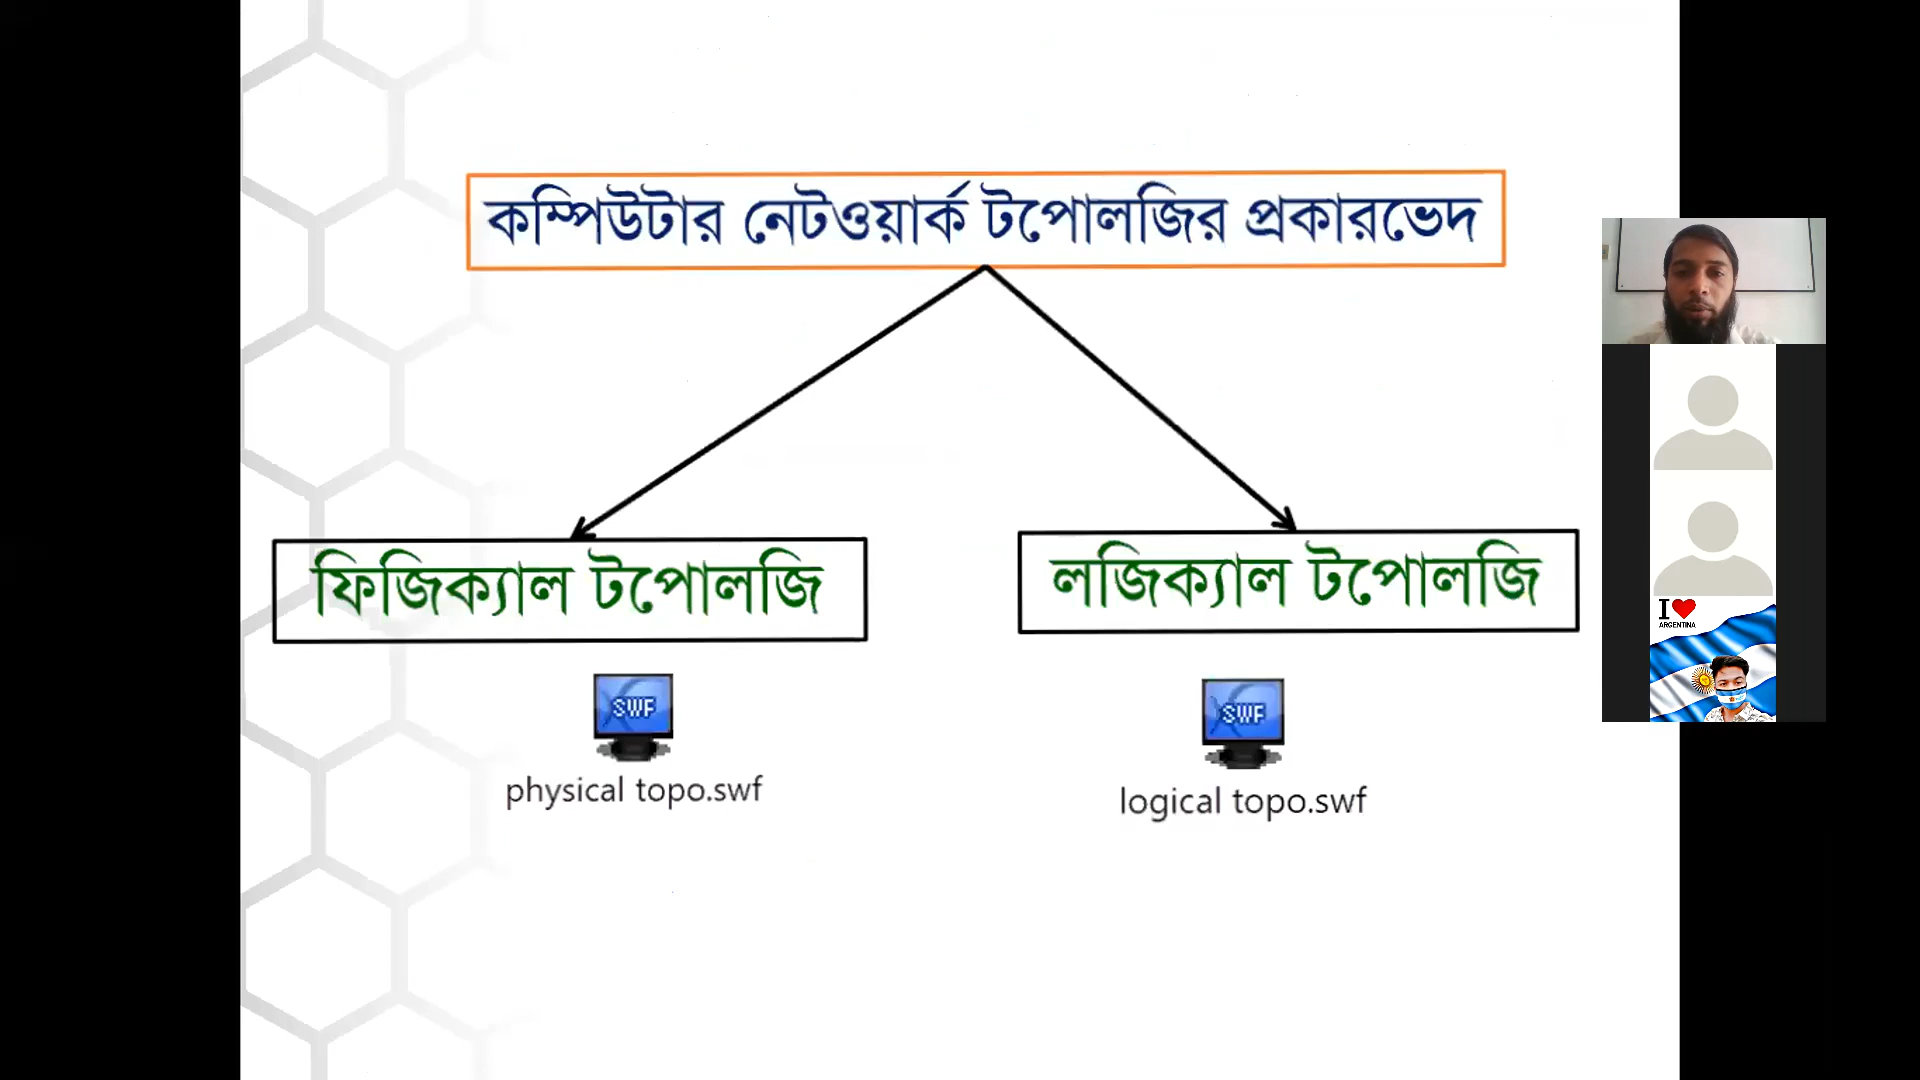 কম্পিউটার নেটওয়ার্ক টপোলজির প্রকারভেদ
ফিজিক্যাল টপোলজি
লজিক্যাল টপোলজি
SWF
physical topo.swf
SWF
logical topo.swf
I
ARGENTINA